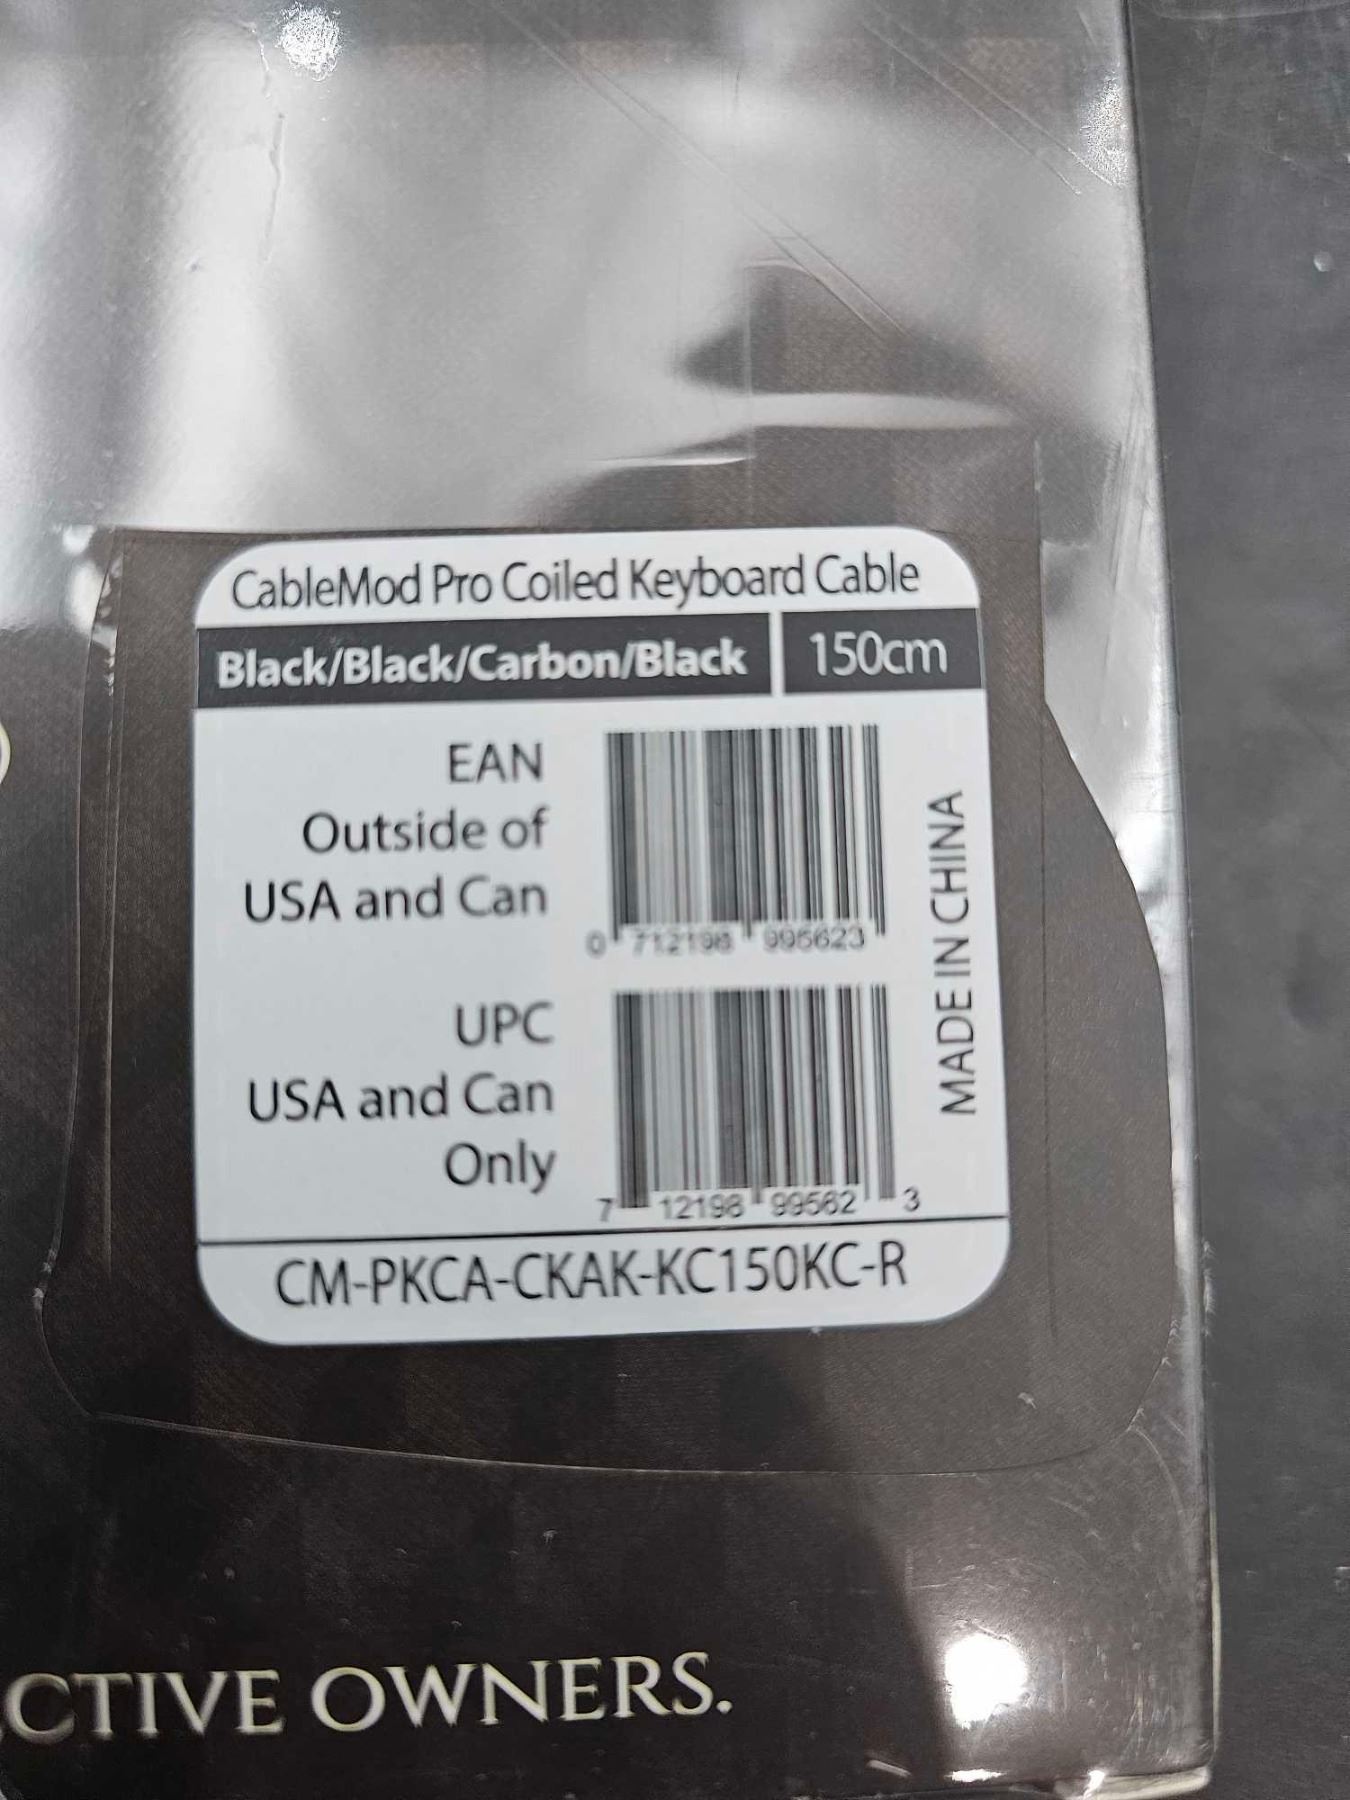 CableMod Pro Coiled Keyboard Cable
Black/Black/Carbon/Black 150cm
EAN
Outside of
USA and Can
0 712198 995623
UPC
USA and Can
Only
7 12198 99562 3
MADE IN CHINA
CM-PKCA-CKAK-KC150KC-R
CTIVE OWNERS.